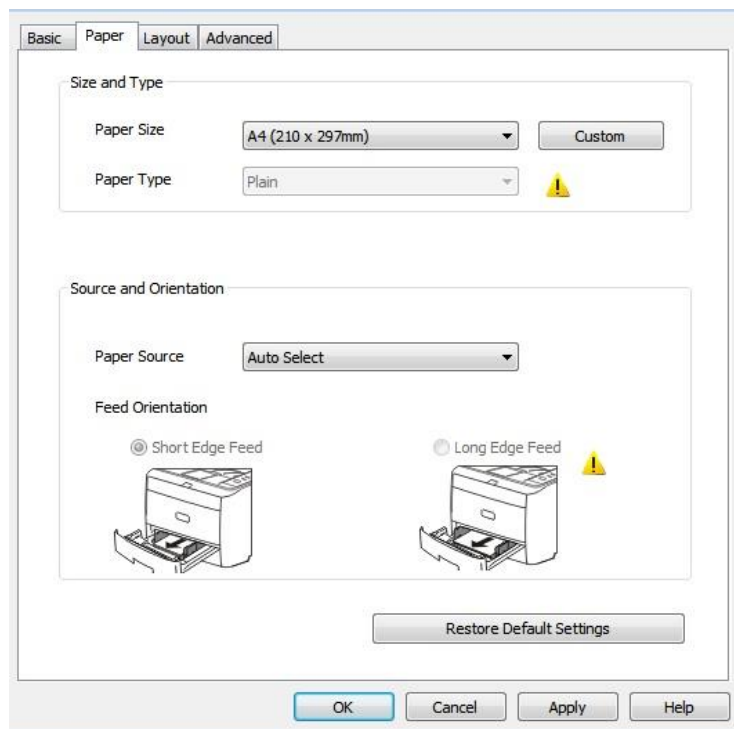 Basic Paper Layout Advanced
Size and Type
Paper Size A4 (210 x 297mm) Custom
Paper Type Plain
Source and Orientation
Paper Source Auto Select
Feed Orientation
Short Edge Feed Long Edge Feed
Restore Default Settings
OK Cancel Apply Help